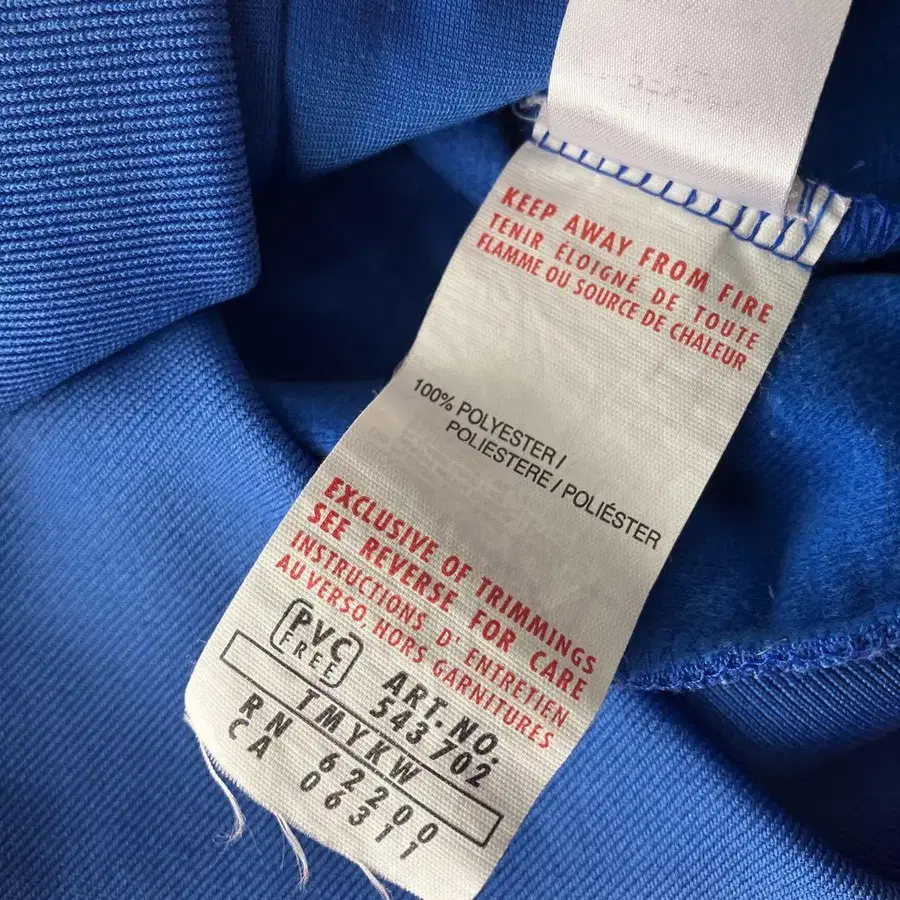 KEEP AWAY FROM FIRE
TENIR ÉLOIGNÉ DE TOUTE
FLAMME OU SOURCE DE CHALEUR
100% POLYESTER/
POLIESTERE/POLIÉSTER
EXCLUSIVE OF TRIMMINGS
SEE REVERSE FOR CARE
INSTRUCTIONS D'ENTRETIEN
AU VERSO, HORS GARNITURES
PVC
FREE
ART.NO.
543702
TMYKW
RN 62200
CA 06311